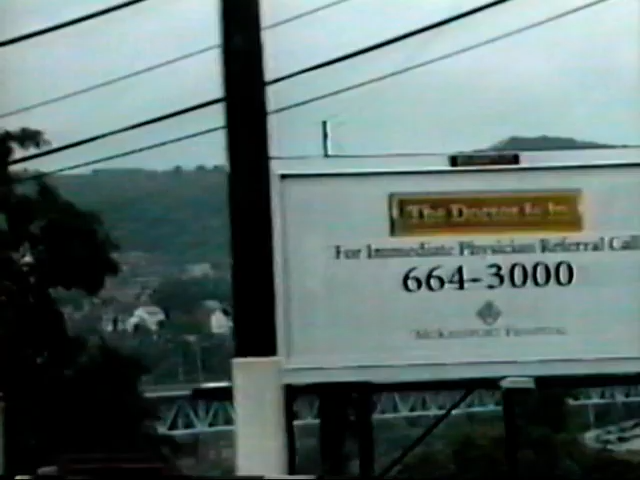 The Doctor Is In
For Immediate Physician Referral Call
664-3000
McKeesport Hospital